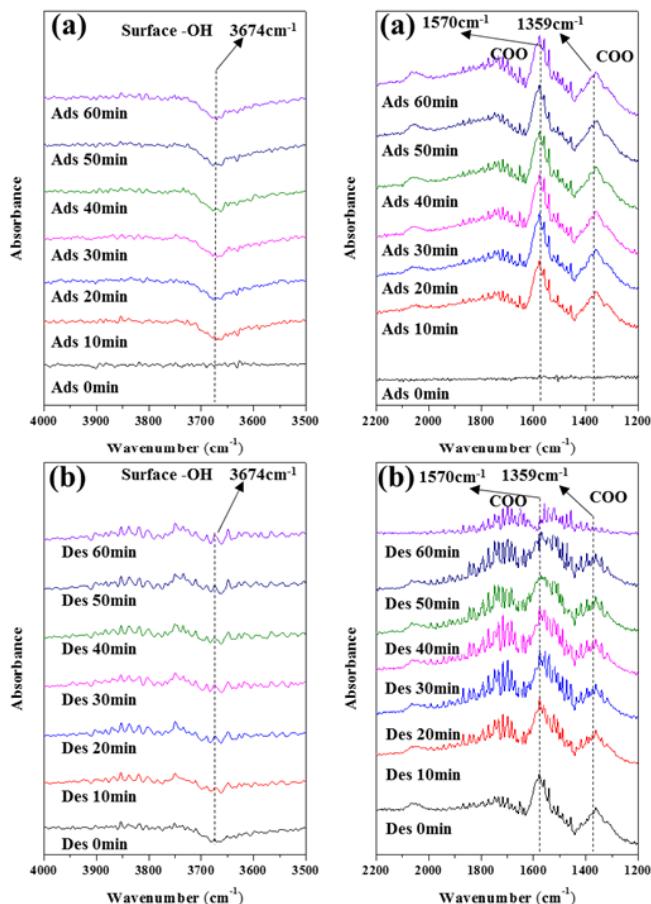 (a)
Surface -OH
3674cm-1
Ads 60min
Ads 50min
Ads 40min
Ads 30min
Ads 20min
Ads 10min
Ads 0min
Absorbance
4000 3900 3800 3700 3600 3500
Wavenumber (cm-1)
(a)
1570cm-1 1359cm-1
COO
COO
Ads 60min
Ads 50min
Ads 40min
Ads 30min
Ads 20min
Ads 10min
Ads 0min
Absorbance
2200 2000 1800 1600 1400 1200
Wavenumber (cm-1)
(b)
Surface -OH
3674cm-1
Des 60min
Des 50min
Des 40min
Des 30min
Des 20min
Des 10min
Des 0min
Absorbance
4000 3900 3800 3700 3600 3500
Wavenumber (cm-1)
(b)
1570cm-1 1359cm-1
COO
COO
Des 60min
Des 50min
Des 40min
Des 30min
Des 20min
Des 10min
Des 0min
Absorbance
2200 2000 1800 1600 1400 1200
Wavenumber (cm-1)